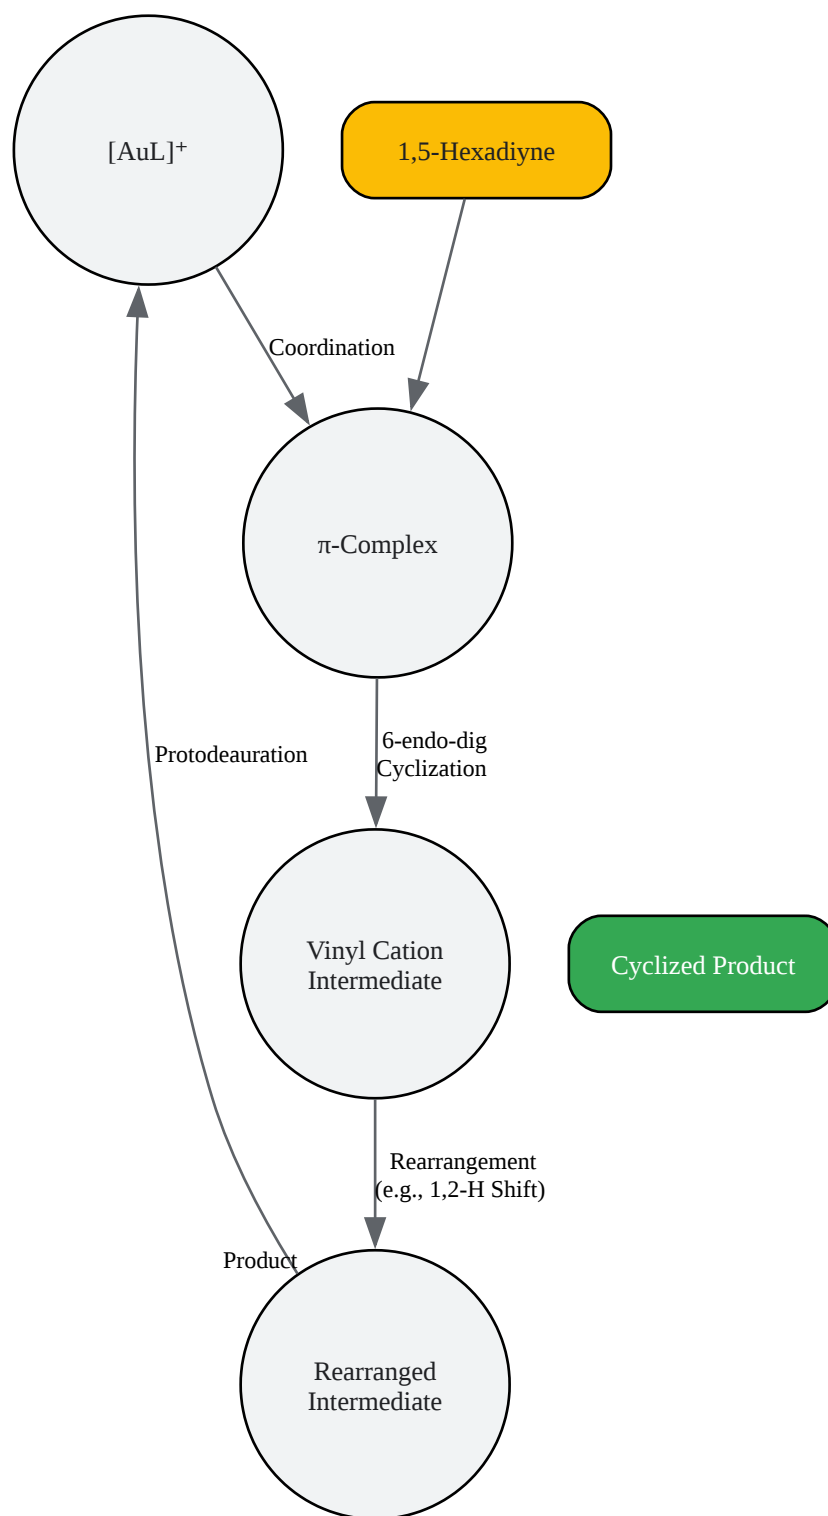 [AuL]⁺
1,5-Hexadiyne
Coordination
π-Complex
6-endo-dig
Cyclization
Protodeauration
Vinyl Cation
Intermediate
Cyclized Product
Rearrangement
(e.g., 1,2-H Shift)
Product
Rearranged
Intermediate